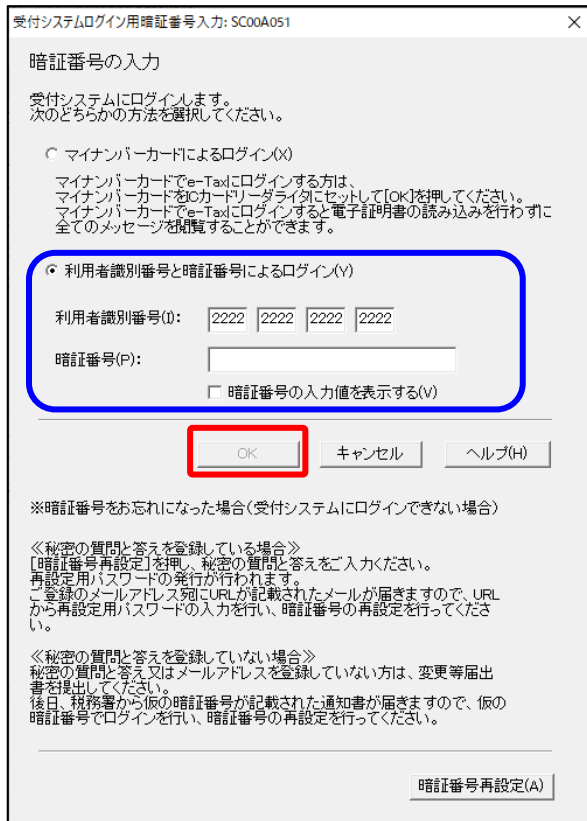 受付システムログイン用暗証番号入力: SC00A051
暗証番号の入力
受付システムにログインします。
次のどちらかの方法を選択してください。
マイナンバーカードによるログイン(X)
マイナンバーカードでe-Taxにログインする方は、
マイナンバーカードをICカードリーダライタにセットして[OK]を押してください。
マイナンバーカードでe-Taxにログインすると電子証明書の読み込みを行わずに
全てのメッセージを閲覧することができます。
利用者識別番号と暗証番号によるログイン(Y)
利用者識別番号(I): 2222 2222 2222 2222
暗証番号(P):
暗証番号の入力値を表示する(V)
OK キャンセル ヘルプ(H)
※暗証番号をお忘れになった場合(受付システムにログインできない場合)
≪秘密の質問と答えを登録している場合≫
[暗証番号再設定]を押し、秘密の質問と答えをご入力ください。
再設定用パスワードの発行が行われます。
ご登録のメールアドレス宛にURLが記載されたメールが届きますので、URL
から再設定用パスワードの入力を行い、暗証番号の再設定を行ってくださ
い。
≪秘密の質問と答えを登録していない場合≫
秘密の質問と答え又はメールアドレスを登録していない方は、変更等届出
書を提出してください。
後日、税務署から仮の暗証番号が記載された通知書が届きますので、仮の
暗証番号でログインを行い、暗証番号の再設定を行ってください。
暗証番号再設定(A)